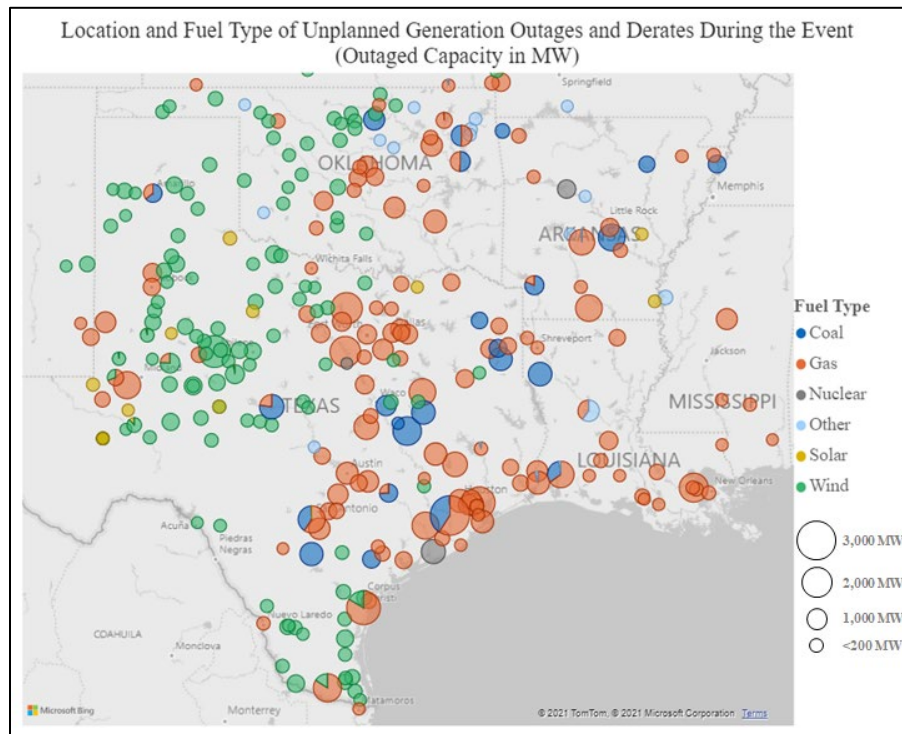 Location and Fuel Type of Unplanned Generation Outages and Derates During the Event
(Outaged Capacity in MW)
Springfield
OKLAHOMA
Amarillo
Memphis
Little Rock
ARKANSAS
Wichita Falls
Fuel Type
Coal
Gas
Nuclear
Other
Solar
Wind
Shreveport
Jackson
Waco
TEXAS
MISSISSIPPI
LOUISIANA
Austin
New Orleans
Houston
Antonio
Acuña
Piedras
Negras
3,000 MW
2,000 MW
1,000 MW
<200 MW
Corpus
Nuevo Laredo
COAHUILA
Monclova
Matamoros
Monterrey
Microsoft Bing
© 2021 TomTom, © 2021 Microsoft Corporation Terms